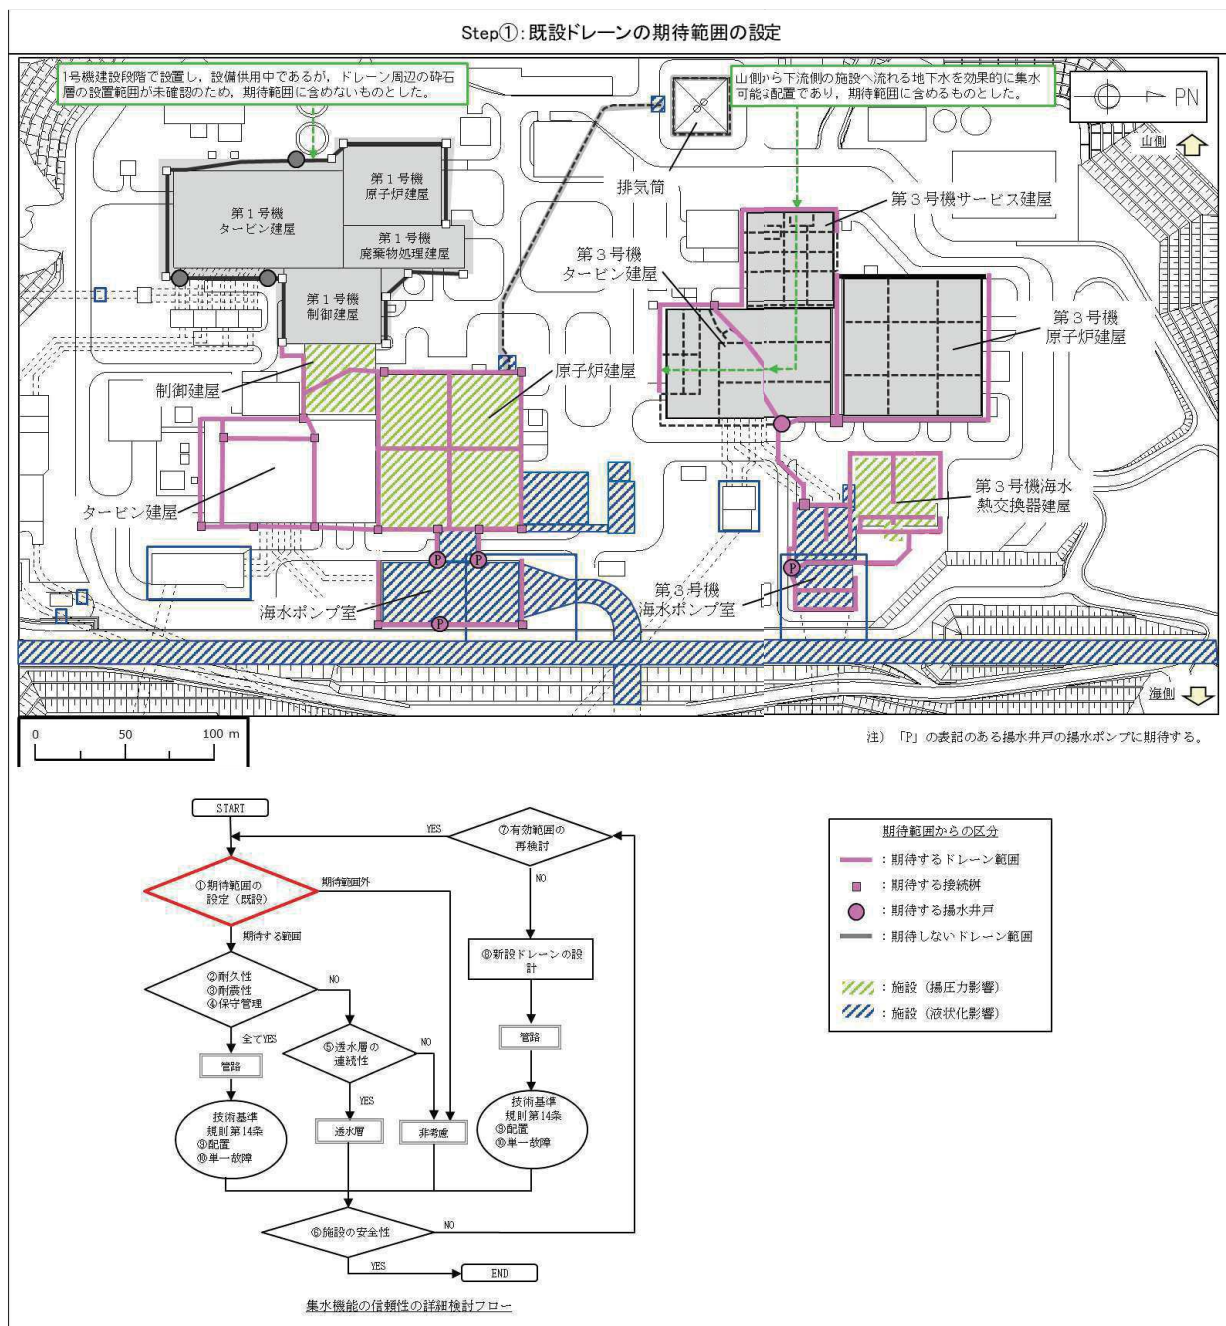 Step①:既設ドレーンの期待範囲の設定
1号機建設段階で設置し,設備供用中であるが,ドレーン周辺の砕石
層の設置範囲が未確認のため,期待範囲に含めないものとした。
山側から下流側の施設へ流れる地下水を効果的に集水
可能な配置であり,期待範囲に含めるものとした。
PN
山側
排気筒
第1号機
原子炉建屋
第1号機
タービン建屋
第1号機
廃棄物処理建屋
第1号機
制御建屋
第3号機サービス建屋
第3号機
タービン建屋
第3号機
原子炉建屋
制御建屋
原子炉建屋
タービン建屋
第3号機海水
熱交換器建屋
P
P
P
P
海水ポンプ室
第3号機
海水ポンプ室
海側
0 50 100 m
注) 「P」の表記のある揚水井戸の揚水ポンプに期待する。
START
YES
⑦有効範囲の
再検討
①期待範囲の
設定(既設)
期待範囲外
NO
期待する範囲
⑧新設ドレーンの設
計
②耐久性
③耐震性
④保守管理
NO
全てYES
⑤透水層の
連続性
NO
管路
管路
YES
技術基準
規則第14条
⑨配置
⑩単一故障
透水層
非考慮
技術基準
規則第14条
⑨配置
⑩単一故障
⑥施設の安全性
NO
YES
END
集水機能の信頼性の詳細検討フロー
期待範囲からの区分
:期待するドレーン範囲
:期待する接続桝
:期待する揚水井戸
:期待しないドレーン範囲
:施設(揚圧力影響)
:施設(液状化影響)